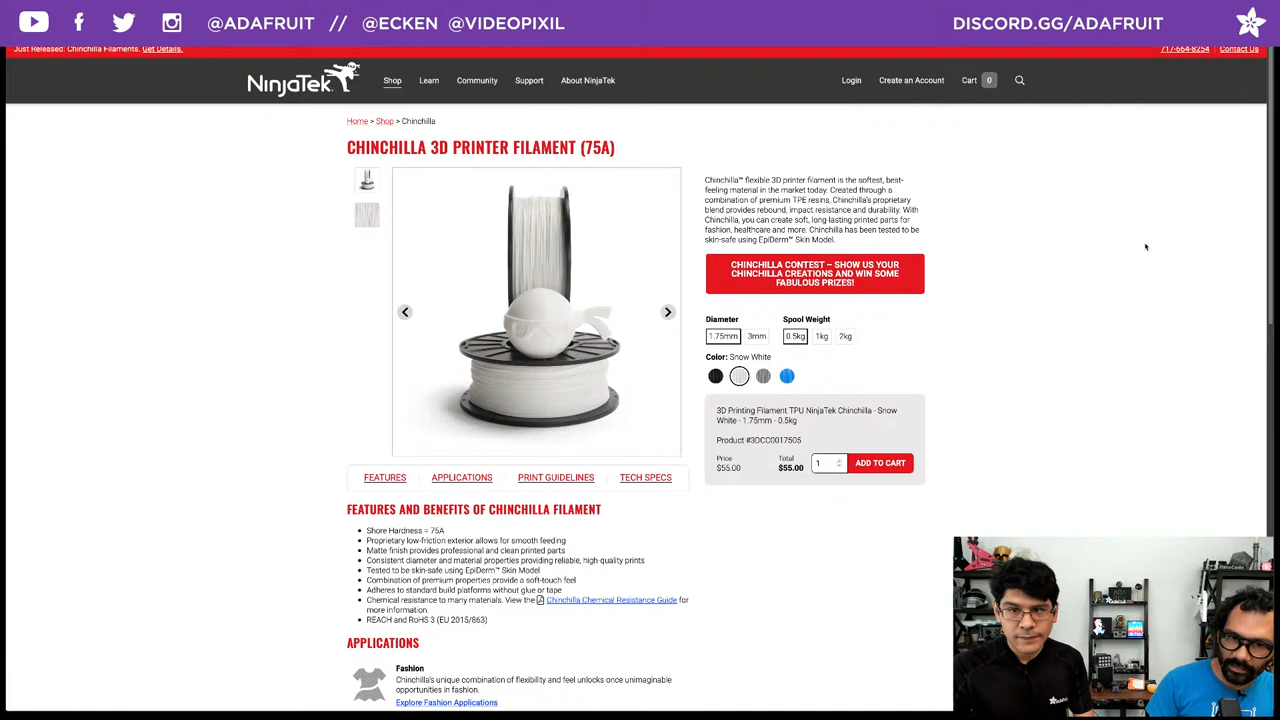 @ADAFRUIT // @ECKEN @VIDEOPIXIL
DISCORD.GG/ADAFRUIT
Just Released: Chinchilla Filaments. Get Details.
717-664-8254 | Contact Us
NINJATEK
Shop
Learn
Community
Support
About NinjaTek
Login
Create an Account
Cart 0
Home > Shop > Chinchilla
CHINCHILLA 3D PRINTER FILAMENT (75A)
Chinchilla™ flexible 3D printer filament is the softest, best-
feeling material in the market today. Created through a
combination of premium TPE resins, Chinchilla's proprietary
blend provides rebound, impact resistance and durability. With
Chinchilla, you can create soft, long-lasting printed parts for
fashion, healthcare and more. Chinchilla has been tested to be
skin-safe using EpiDerm™ Skin Model.
CHINCHILLA CONTEST – SHOW US YOUR
CHINCHILLA CREATIONS AND WIN SOME
FABULOUS PRIZES!
Diameter
Spool Weight
1.75mm
3mm
0.5kg
1kg
2kg
Color: Snow White
3D Printing Filament TPU NinjaTek Chinchilla - Snow
White - 1.75mm - 0.5kg
Product #3DCC0017505
Price
Total
$55.00
$55.00
1
ADD TO CART
FEATURES
APPLICATIONS
PRINT GUIDELINES
TECH SPECS
FEATURES AND BENEFITS OF CHINCHILLA FILAMENT
Shore Hardness = 75A
Proprietary low-friction exterior allows for smooth feeding
Matte finish provides professional and clean printed parts
Consistent diameter and material properties providing reliable, high-quality prints
Tested to be skin-safe using EpiDerm™ Skin Model
Combination of premium properties provide a soft-touch feel
Adheres to standard build platforms without glue or tape
Chemical resistance to many materials. View the Chinchilla Chemical Resistance Guide for
more information.
REACH and RoHS 3 (EU 2015/863)
APPLICATIONS
Fashion
Chinchilla's unique combination of flexibility and feel unlocks once unimaginable
opportunities in fashion.
Explore Fashion Applications